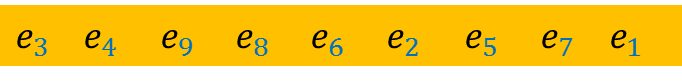 e₃ e₄ e₉ e₈ e₆ e₂ e₅ e₇ e₁